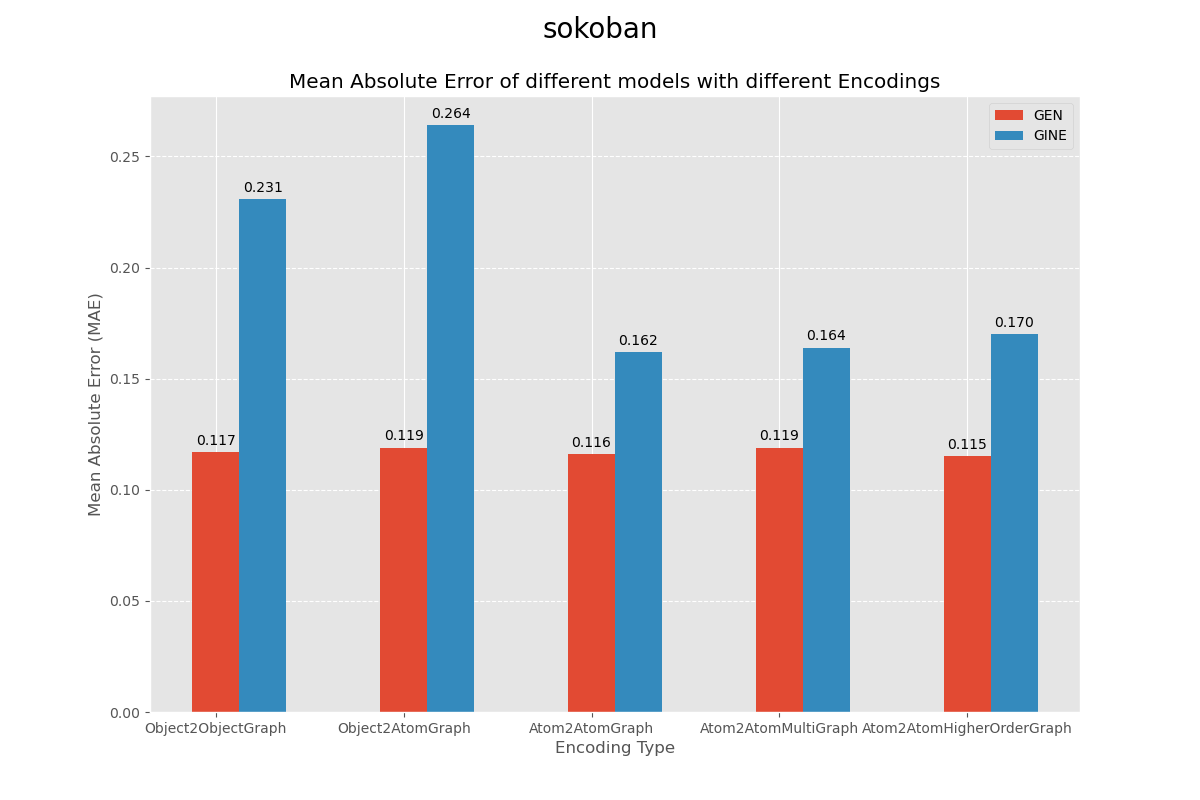 sokoban
Mean Absolute Error of different models with different Encodings
GEN
GINE
0.264
0.231
0.162
0.164
0.170
0.117
0.119
0.116
0.119
0.115
0.25
0.20
0.15
0.10
0.05
0.00
Mean Absolute Error (MAE)
Object2ObjectGraph
Object2AtomGraph
Atom2AtomGraph
Atom2AtomMultiGraph
Atom2AtomHigherOrderGraph
Encoding Type